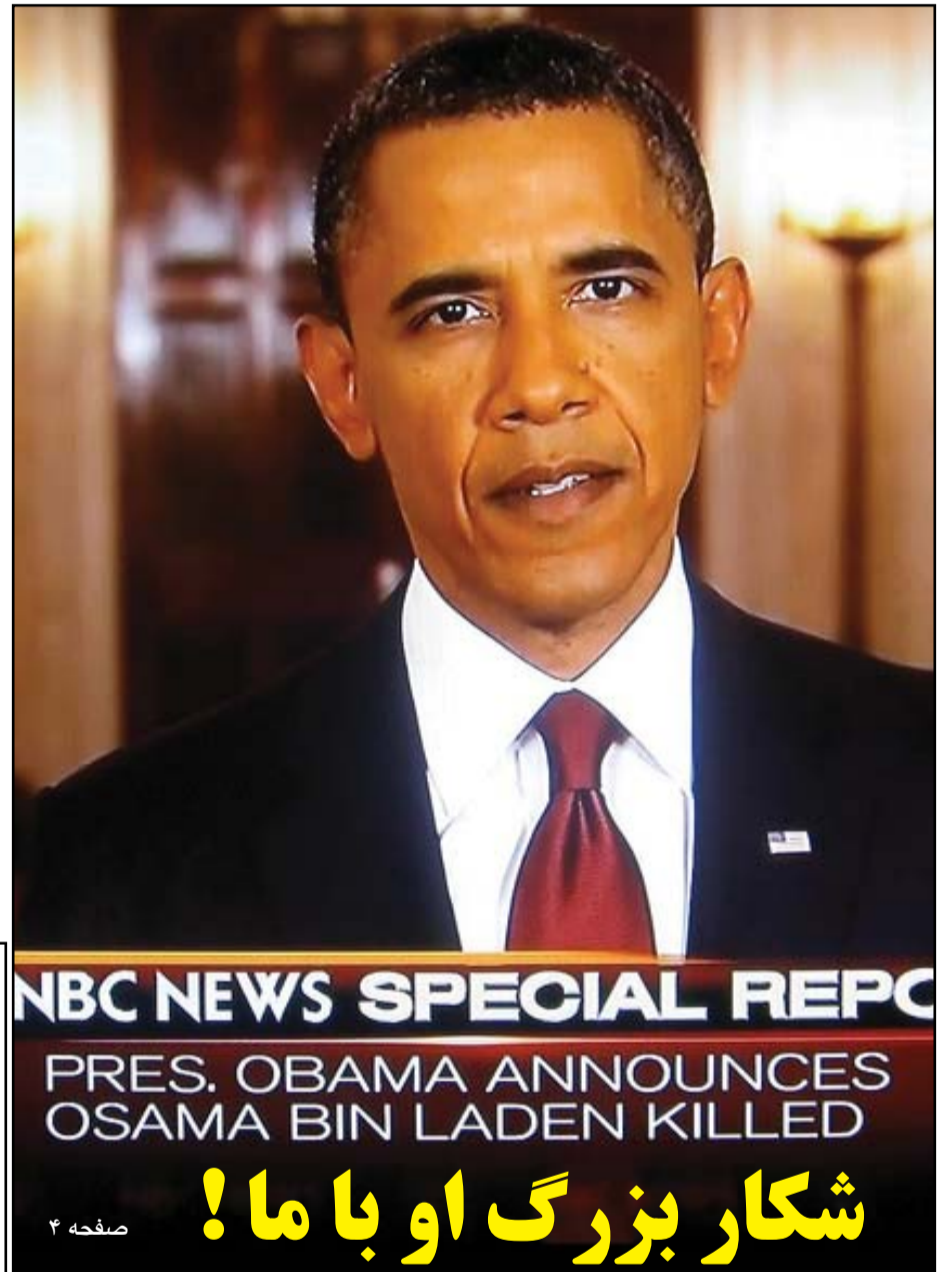 NBC NEWS SPECIAL REPO
PRES. OBAMA ANNOUNCES
OSAMA BIN LADEN KILLED
شکار بزرگ او با ما !
صفحه ۴